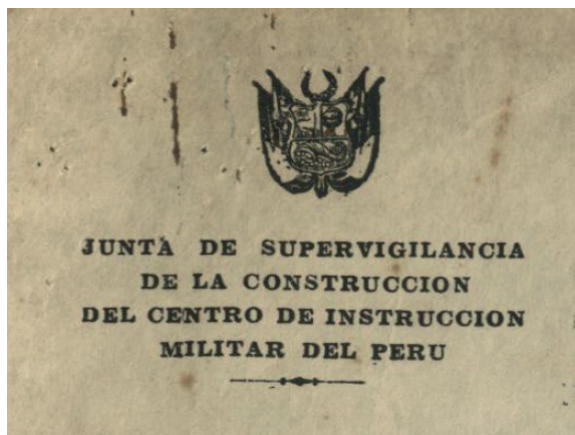 JUNTA DE SUPERVIGILANCIA
DE LA CONSTRUCCION
DEL CENTRO DE INSTRUCCION
MILITAR DEL PERU